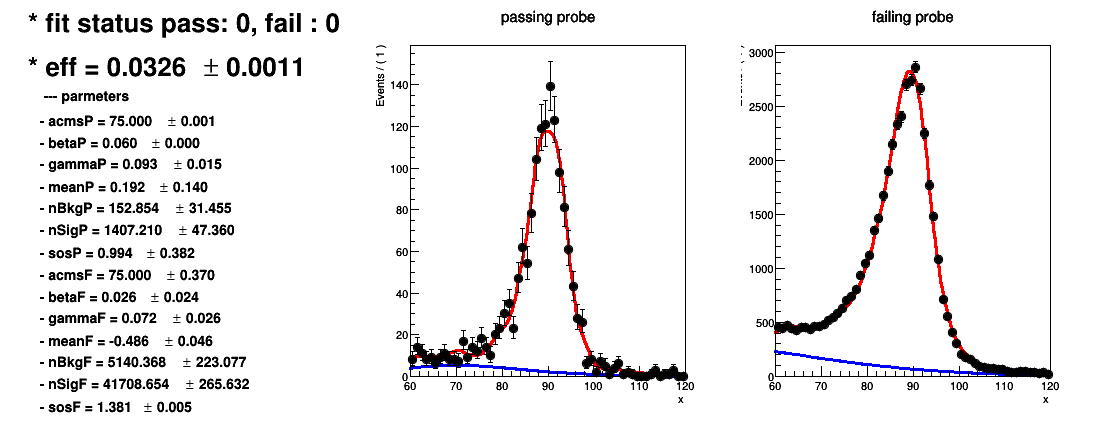 * fit status pass: 0, fail : 0
* eff = 0.0326 ± 0.0011
--- parmeters
- acmsP = 75.000 ± 0.001
- betaP = 0.060 ± 0.000
- gammaP = 0.093 ± 0.015
- meanP = 0.192 ± 0.140
- nBkgP = 152.854 ± 31.455
- nSigP = 1407.210 ± 47.360
- sosP = 0.994 ± 0.382
- acmsF = 75.000 ± 0.370
- betaF = 0.026 ± 0.024
- gammaF = 0.072 ± 0.026
- meanF = -0.486 ± 0.046
- nBkgF = 5140.368 ± 223.077
- nSigF = 41708.654 ± 265.632
- sosF = 1.381 ± 0.005
passing probe
Events / ( 1 )
140
120
100
80
60
40
20
0
60 70 80 90 100 110 120
x
failing probe
3000
2500
2000
1500
1000
500
0
60 70 80 90 100 110 120
x